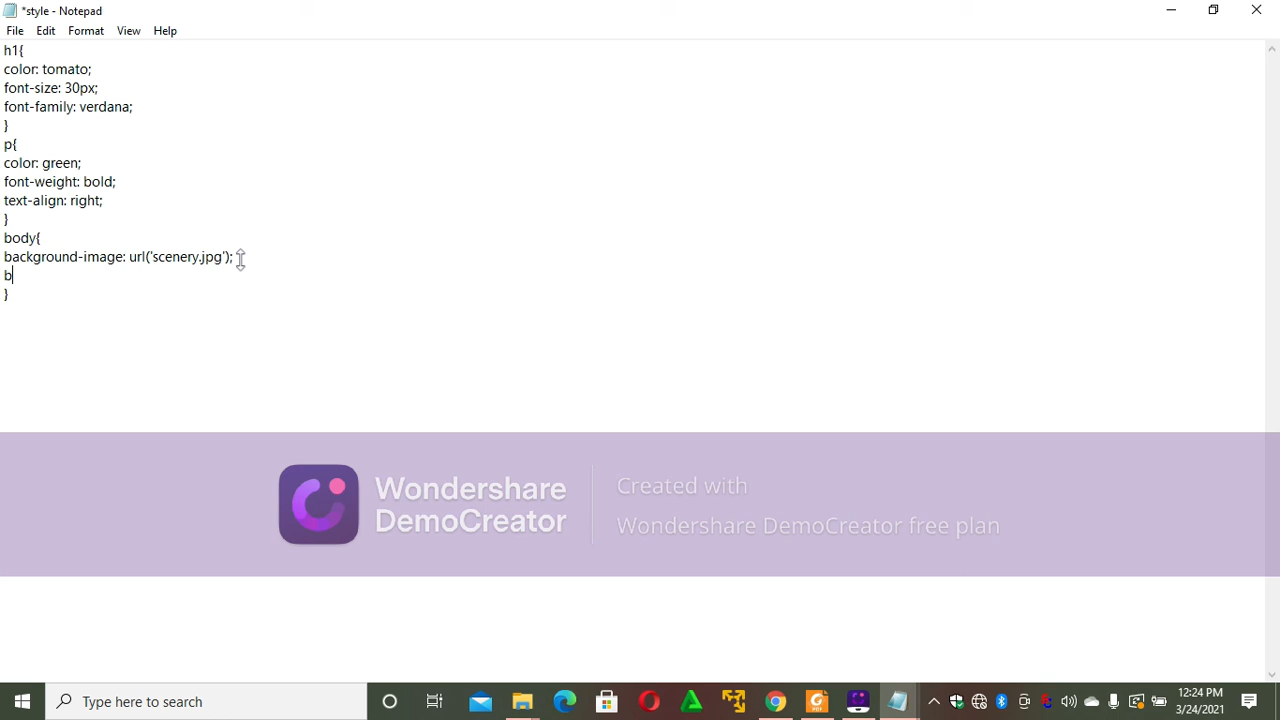 *style - Notepad
File Edit Format View Help
h1{
color: tomato;
font-size: 30px;
font-family: verdana;
}
p{
color: green;
font-weight: bold;
text-align: right;
}
body{
background-image: url('scenery.jpg');
b
}
Wondershare
DemoCreator
Created with
Wondershare DemoCreator free plan
Type here to search
12:24 PM
3/24/2021